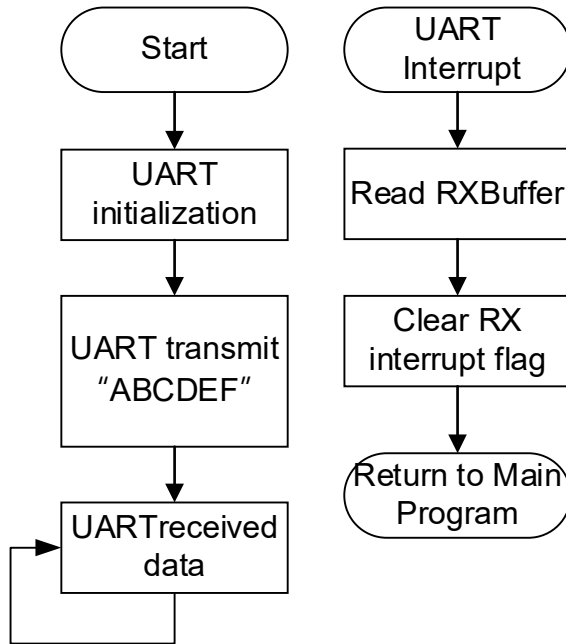 Start
UART
initialization
UART transmit
“ABCDEF”
UARTreceived
data
UART
Interrupt
Read RXBuffer
Clear RX
interrupt flag
Return to Main
Program